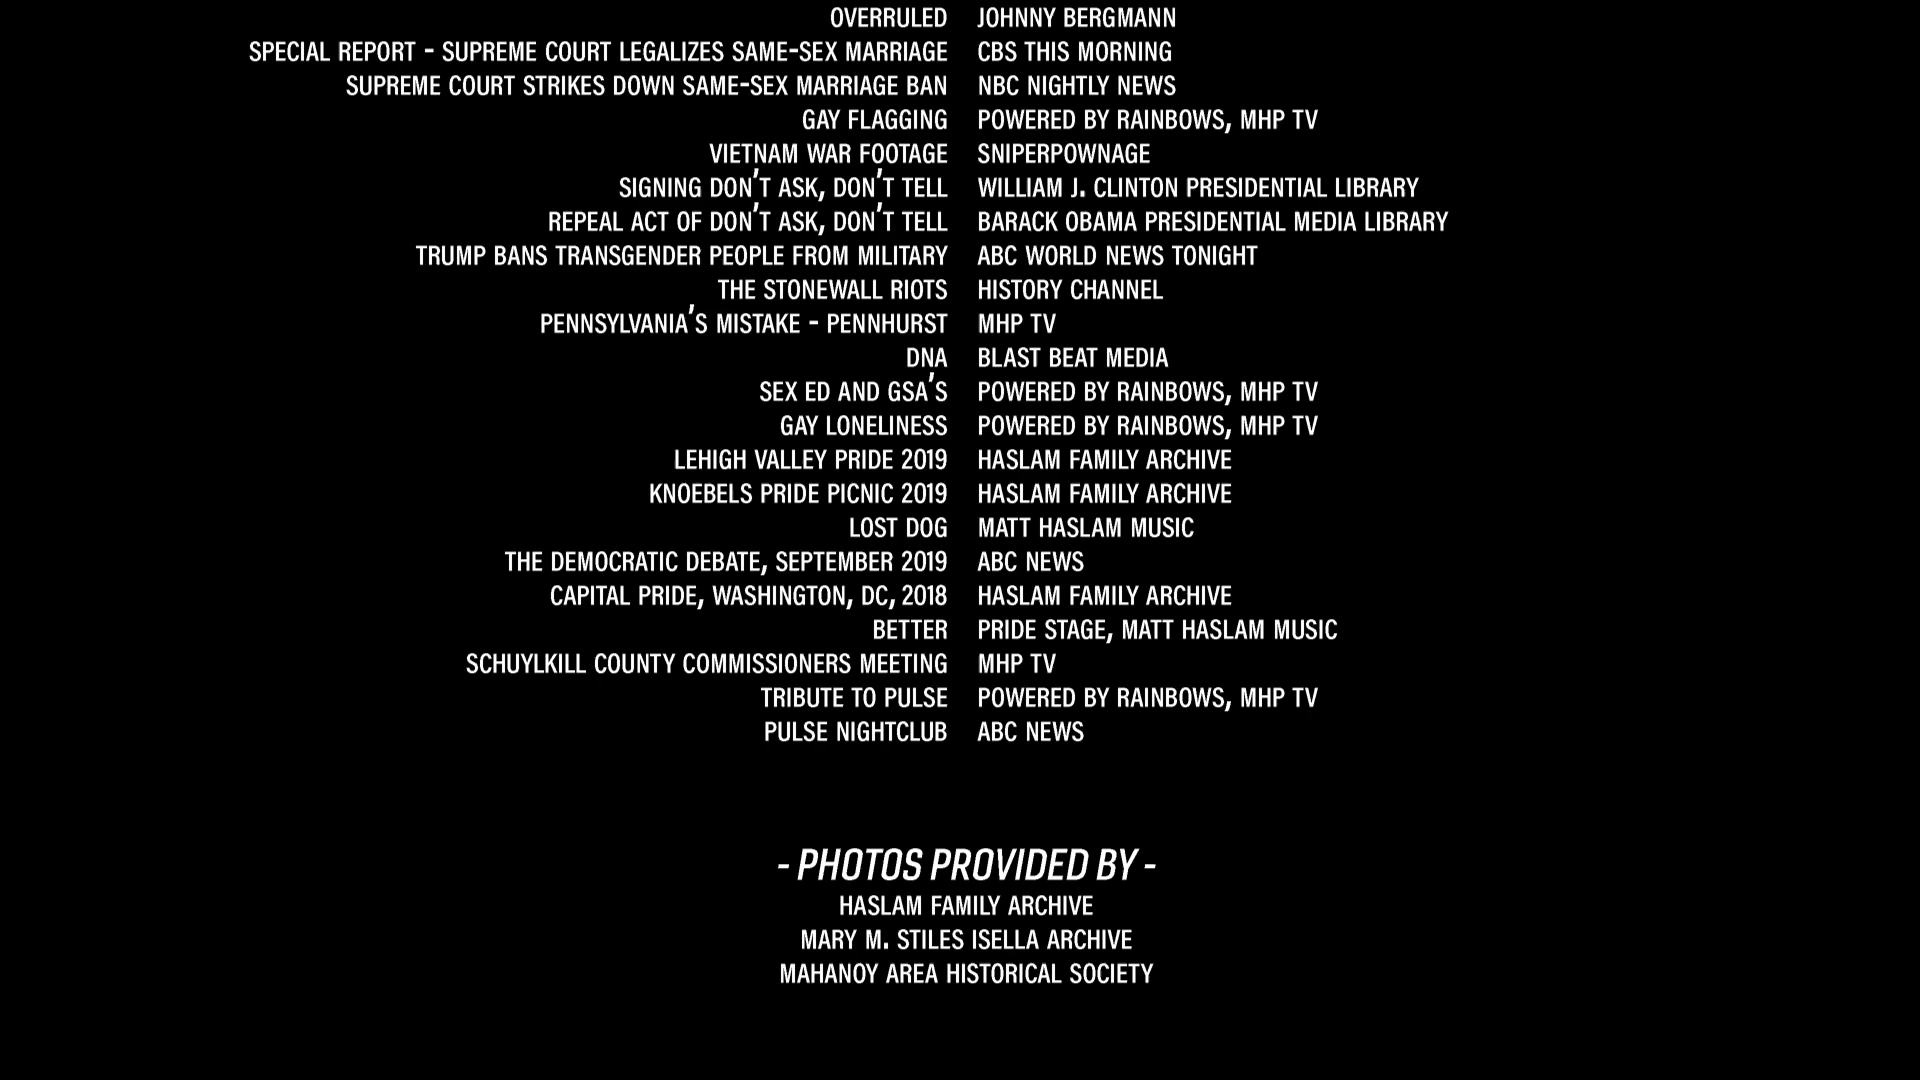 OVERRULED JOHNNY BERGMANN
SPECIAL REPORT - SUPREME COURT LEGALIZES SAME-SEX MARRIAGE CBS THIS MORNING
SUPREME COURT STRIKES DOWN SAME-SEX MARRIAGE BAN NBC NIGHTLY NEWS
GAY FLAGGING POWERED BY RAINBOWS, MHP TV
VIETNAM WAR FOOTAGE SNIPERPOWNAGE
SIGNING DON'T ASK, DON'T TELL WILLIAM J. CLINTON PRESIDENTIAL LIBRARY
REPEAL ACT OF DON'T ASK, DON'T TELL BARACK OBAMA PRESIDENTIAL MEDIA LIBRARY
TRUMP BANS TRANSGENDER PEOPLE FROM MILITARY ABC WORLD NEWS TONIGHT
THE STONEWALL RIOTS HISTORY CHANNEL
PENNSYLVANIA'S MISTAKE - PENNHURST MHP TV
DNA BLAST BEAT MEDIA
SEX ED AND GSA'S POWERED BY RAINBOWS, MHP TV
GAY LONELINESS POWERED BY RAINBOWS, MHP TV
LEHIGH VALLEY PRIDE 2019 HASLAM FAMILY ARCHIVE
KNOEBELS PRIDE PICNIC 2019 HASLAM FAMILY ARCHIVE
LOST DOG MATT HASLAM MUSIC
THE DEMOCRATIC DEBATE, SEPTEMBER 2019 ABC NEWS
CAPITAL PRIDE, WASHINGTON, DC, 2018 HASLAM FAMILY ARCHIVE
BETTER PRIDE STAGE, MATT HASLAM MUSIC
SCHUYLKILL COUNTY COMMISSIONERS MEETING MHP TV
TRIBUTE TO PULSE POWERED BY RAINBOWS, MHP TV
PULSE NIGHTCLUB ABC NEWS
- PHOTOS PROVIDED BY -
HASLAM FAMILY ARCHIVE
MARY M. STILES ISELLA ARCHIVE
MAHANOY AREA HISTORICAL SOCIETY